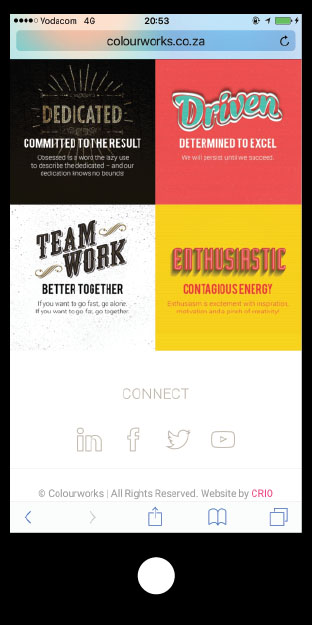 Vodacom 4G 20:53
colourworks.co.za
DEDICATED
COMMITTED TO THE RESULT
Obsessed is a word the lazy use
to describe the dedicated – and our
dedication knows no bounds
Driven
DETERMINED TO EXCEL
We will persist until we succeed.
TEAM
WORK
BETTER TOGETHER
If you want to go fast, go alone.
If you want to go far, go together.
ENTHUSIASTIC
CONTAGIOUS ENERGY
Enthusiasm is excitement with inspiration,
motivation and a pinch of creativity.
CONNECT
in f
© Colourworks | All Rights Reserved. Website by CRIO